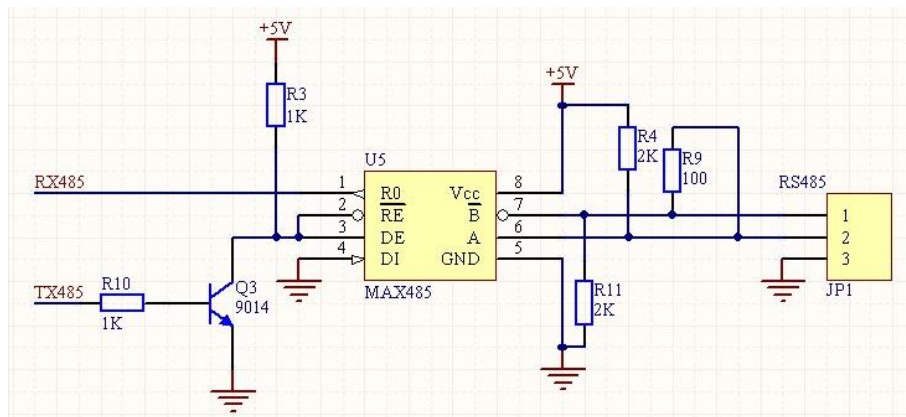 +5V
R3
1K
+5V
R4
2K
R9
100
U5
RX485
1
R0
Vcc
8
RS485
2
RE
B
7
1
3
DE
A
6
2
4
DI
GND
5
3
MAX485
JP1
TX485
R10
1K
Q3
9014
R11
2K